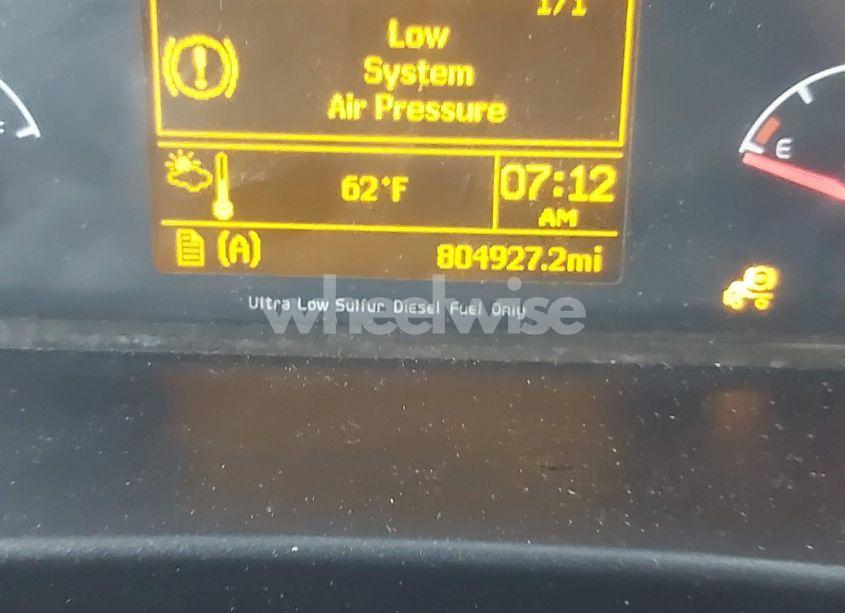 1/1
Low
System
Air Pressure
62°F
07:12
AM
(A)
804927.2mi
E
Ultra Low Sulfur Diesel Fuel Only
wheelwise